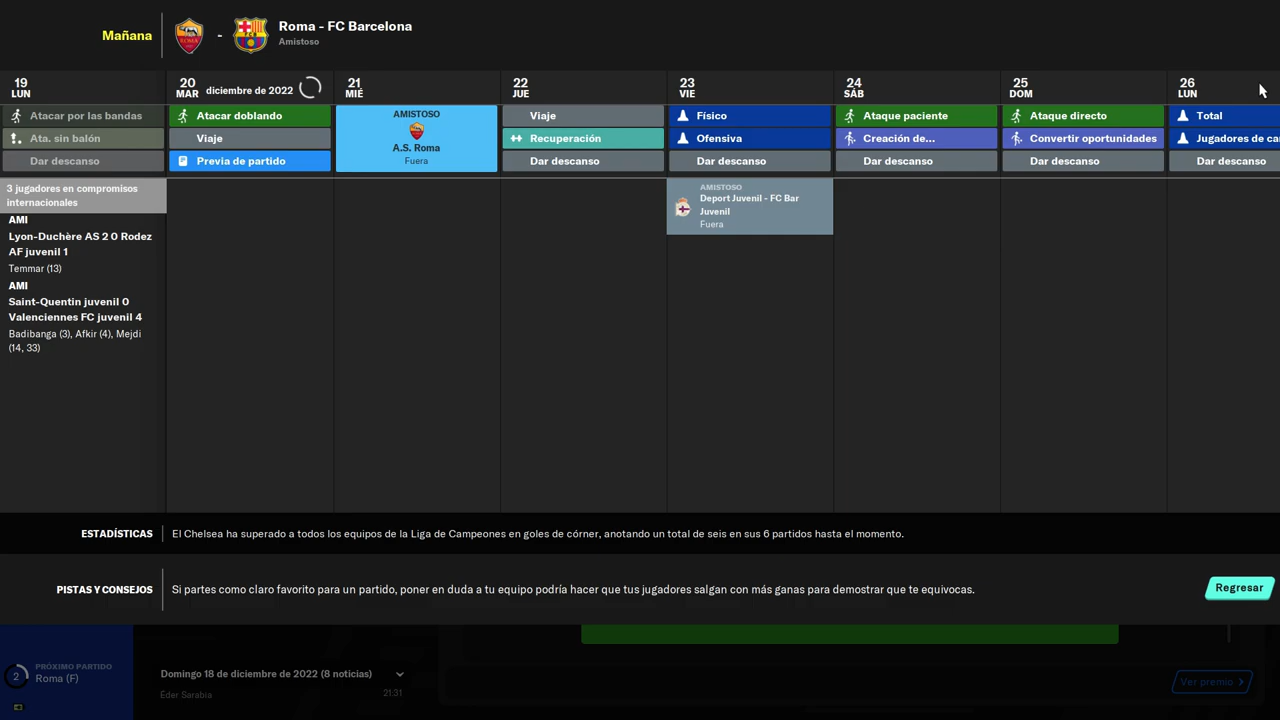 Mañana
Roma - FC Barcelona
Amistoso
19
LUN
Atacar por las bandas
Ata. sin balón
Dar descanso
3 jugadores en compromisos
internacionales
AMI
Lyon-Duchère AS 2 0 Rodez
AF juvenil 1
Temmar (13)
AMI
Saint-Quentin juvenil 0
Valenciennes FC juvenil 4
Badibanga (3), Afkir (4), Mejdi
(14, 33)
20
MAR diciembre de 2022
Atacar doblando
Viaje
Previa de partido
21
MIÉ
AMISTOSO
A.S. Roma
Fuera
22
JUE
Viaje
Recuperación
Dar descanso
23
VIE
Físico
Ofensiva
Dar descanso
AMISTOSO
Deport Juvenil - FC Bar
Juvenil
Fuera
24
SÁB
Ataque paciente
Creación de...
Dar descanso
25
DOM
Ataque directo
Convertir oportunidades
Dar descanso
26
LUN
Total
Jugadores de ca
Dar descanso
ESTADÍSTICAS
El Chelsea ha superado a todos los equipos de la Liga de Campeones en goles de córner, anotando un total de seis en sus 6 partidos hasta el momento.
PISTAS Y CONSEJOS
Si partes como claro favorito para un partido, poner en duda a tu equipo podría hacer que tus jugadores salgan con más ganas para demostrar que te equivocas.
Regresar
2
PRÓXIMO PARTIDO
Roma (F)
Domingo 18 de diciembre de 2022 (8 noticias)
Eder Sarabia
21:31
Ver premio